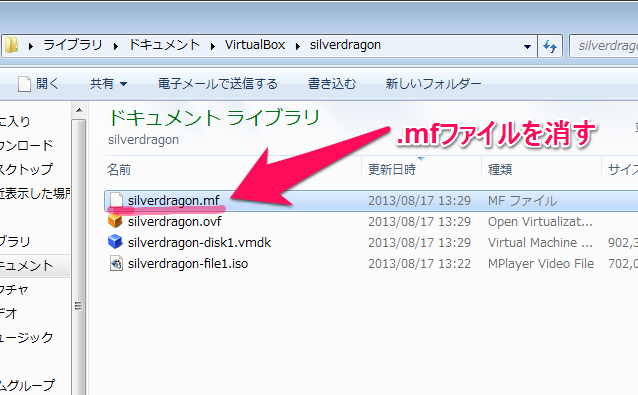 ライブラリ ▸ ドキュメント ▸ VirtualBox ▸ silverdragon
silverdragon
開く 共有 電子メールで送信する 書き込む 新しいフォルダー
に入り
ウンロード
スクトップ
近表示した場所
ラリ
キュメント
クチャ
デオ
ュージック
ムグループ
ドキュメント ライブラリ
silverdragon
.mfファイルを消す
名前 更新日時 種類 サイズ
silverdragon.mf 2013/08/17 13:29 MF ファイル
silverdragon.ovf 2013/08/17 13:29 Open Virtualizat...
silverdragon-disk1.vmdk 2013/08/17 13:29 Virtual Machine ... 902,
silverdragon-file1.iso 2013/08/17 13:22 MPlayer Video File 702,